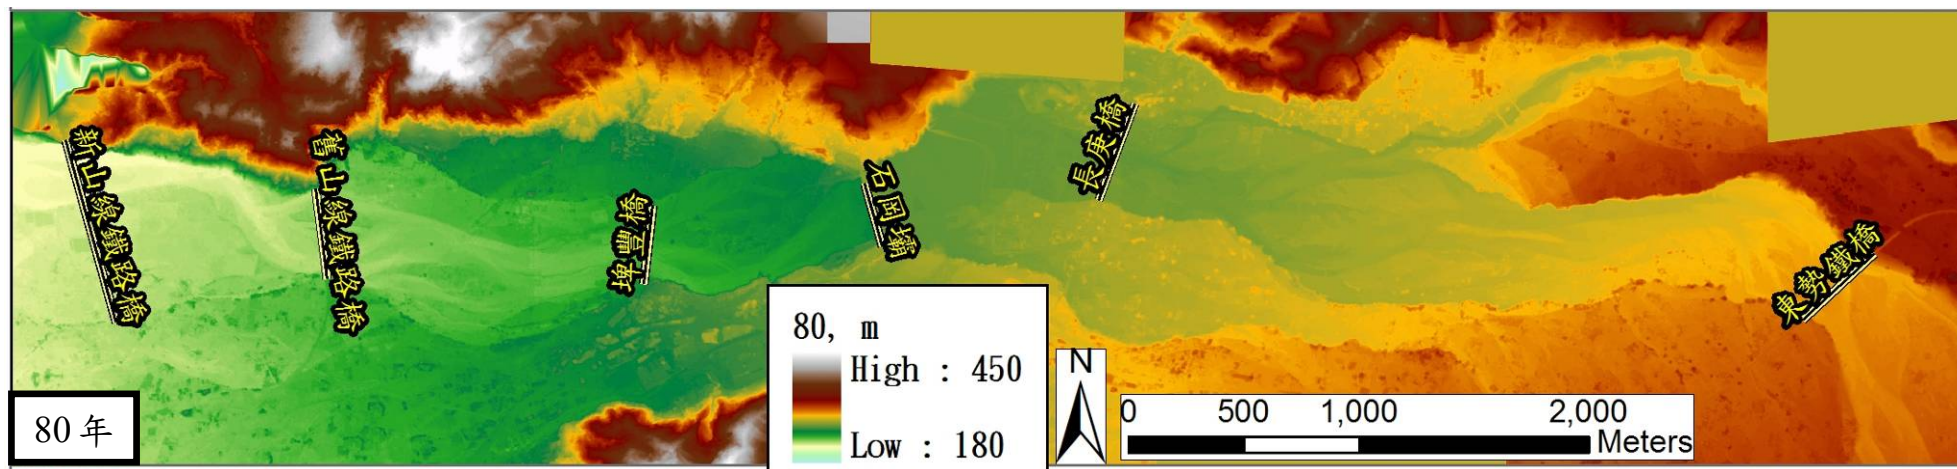 新山線鐵路橋
舊山線鐵路橋
埤豐橋
石岡壩
長庚橋
東勢鐵橋
80, m
High : 450
Low : 180
N
0 500 1,000 2,000
Meters
80年